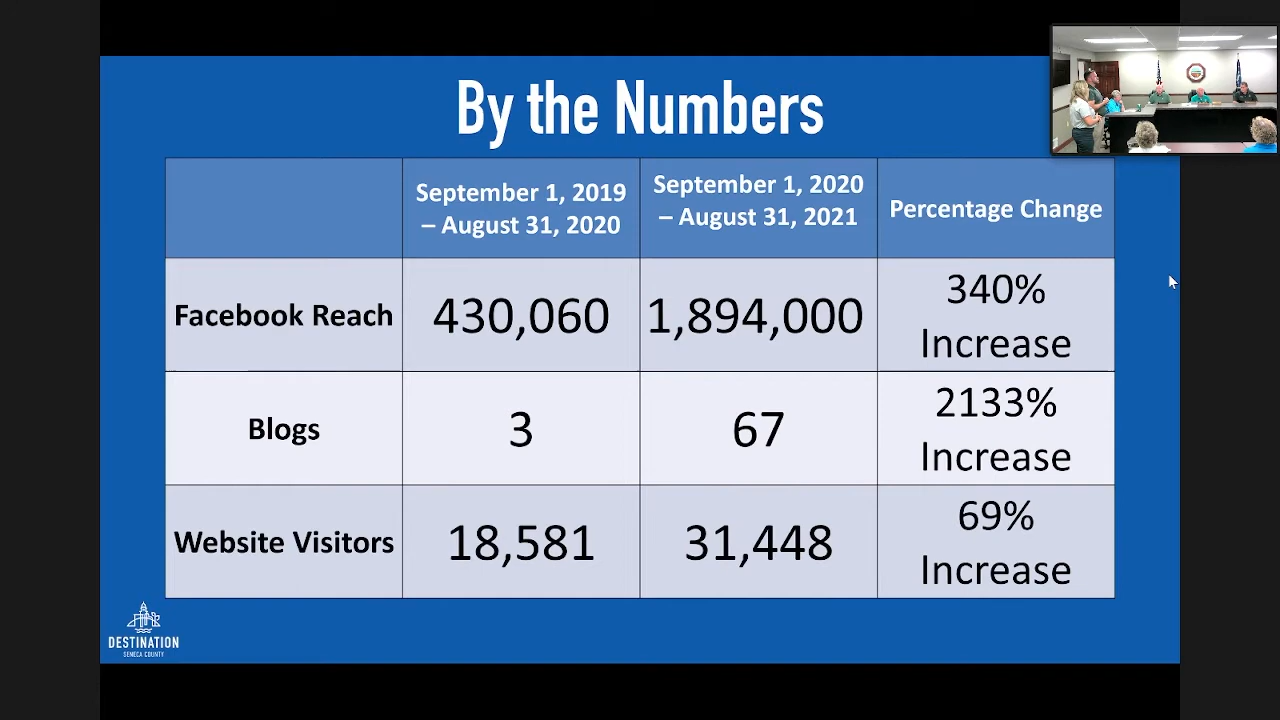 By the Numbers
September 1, 2019
– August 31, 2020
September 1, 2020
– August 31, 2021
Percentage Change
Facebook Reach
430,060
1,894,000
340%
Increase
Blogs
3
67
2133%
Increase
Website Visitors
18,581
31,448
69%
Increase
DESTINATION
SENECA COUNTY